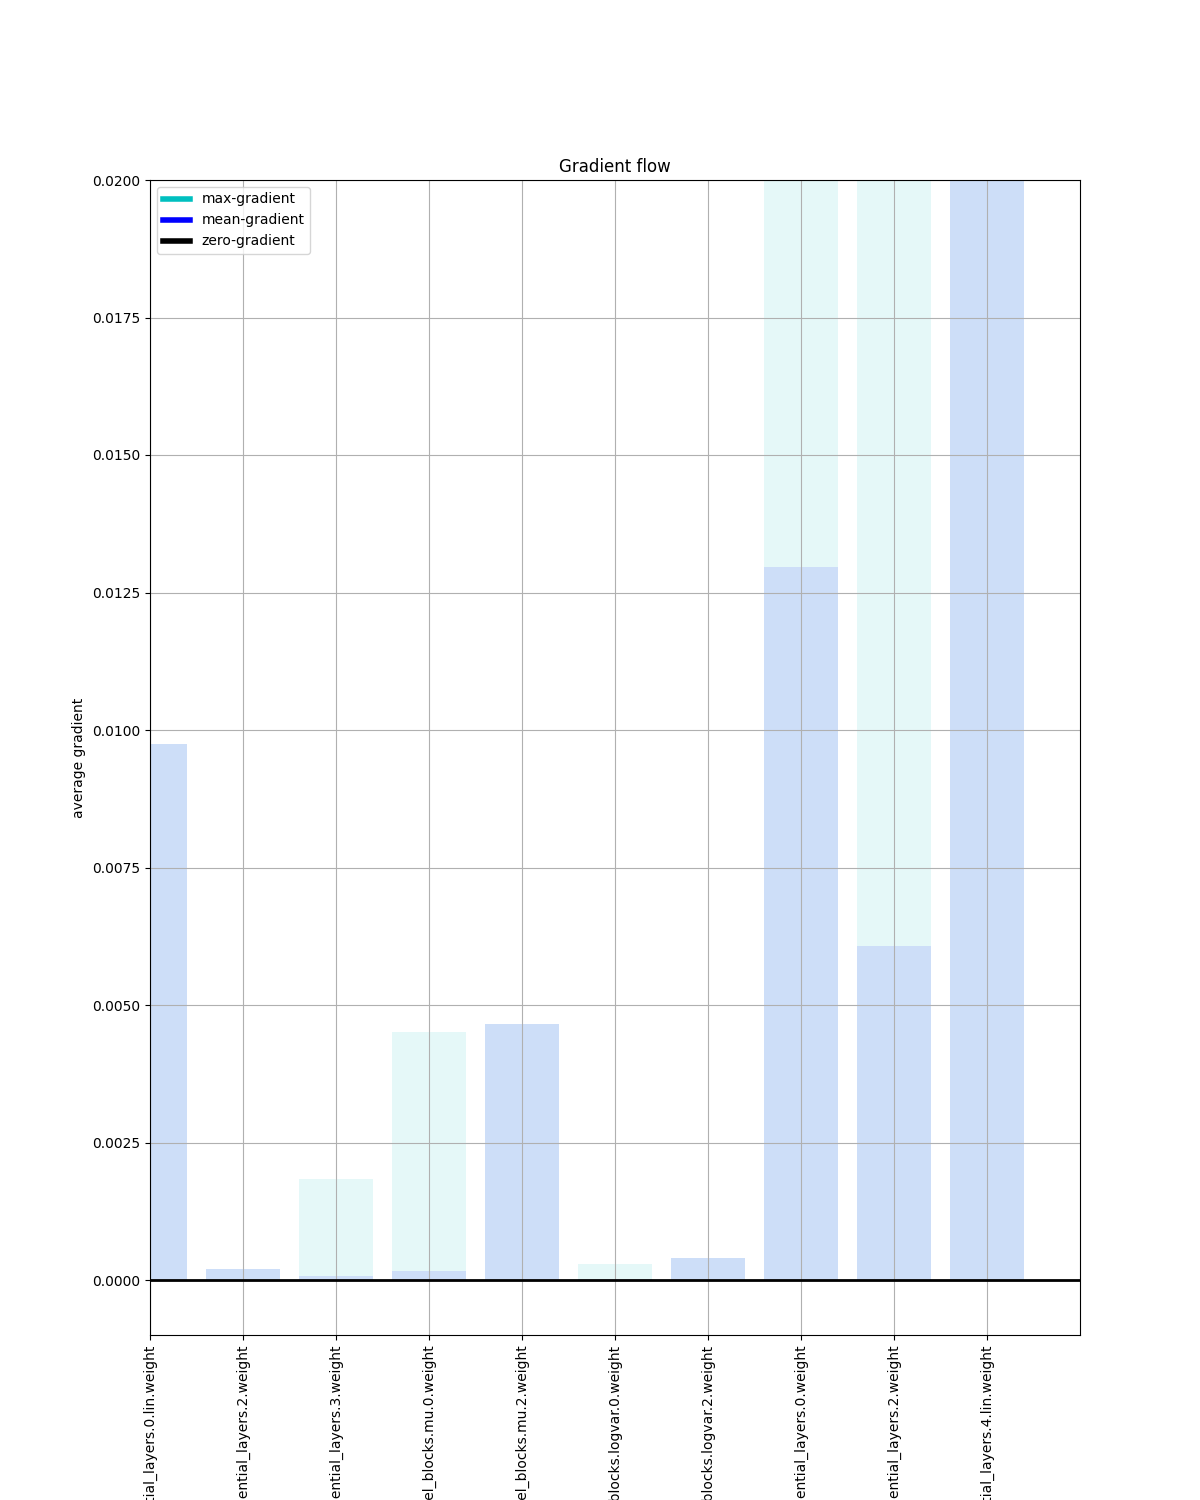 Gradient flow
max-gradient
mean-gradient
zero-gradient
0.0200
0.0175
0.0150
0.0125
0.0100
0.0075
0.0050
0.0025
0.0000
average gradient
tial_layers.0.lin.weight
ential_layers.2.weight
ential_layers.3.weight
el_blocks.mu.0.weight
el_blocks.mu.2.weight
blocks.logvar.0.weight
blocks.logvar.2.weight
ential_layers.0.weight
ential_layers.2.weight
tial_layers.4.lin.weight